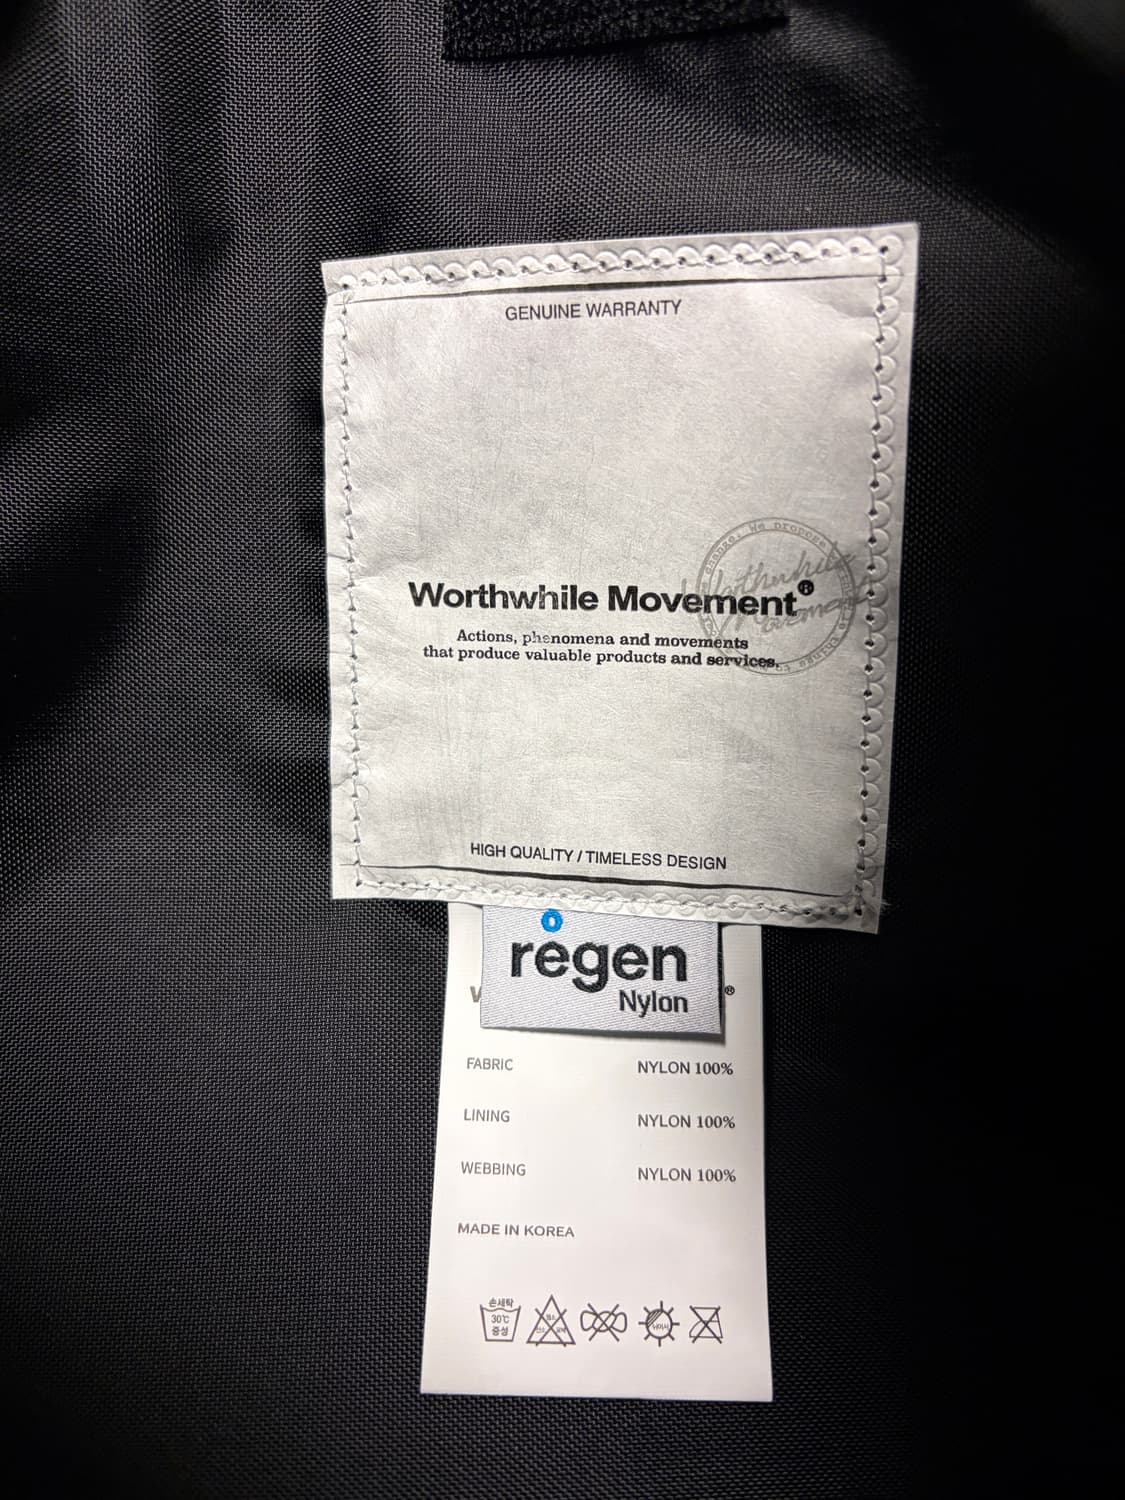 GENUINE WARRANTY
We propose
Worthwhile Movement®
Actions, phenomena and movements
that produce valuable products and services.
HIGH QUALITY / TIMELESS DESIGN
regen
Nylon
®
FABRIC NYLON 100%
LINING NYLON 100%
WEBBING NYLON 100%
MADE IN KOREA
손세탁
30℃
중성